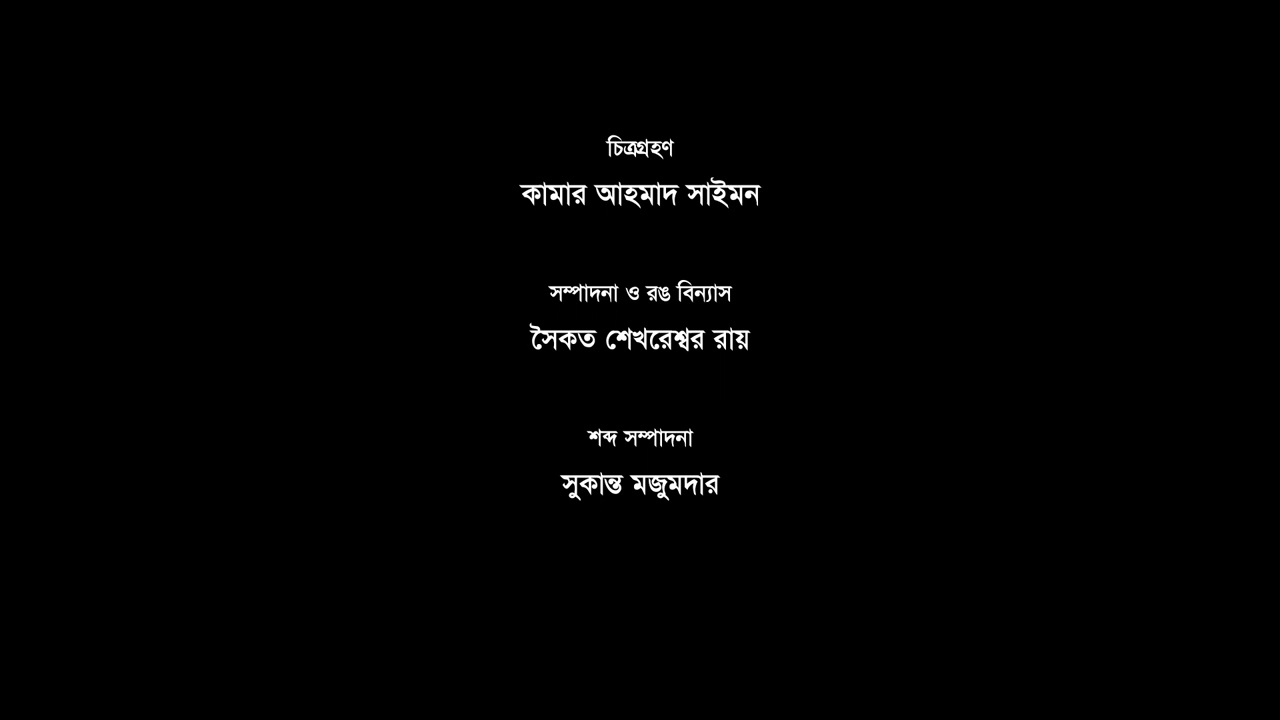 চিত্রগ্রহণ
কামার আহমাদ সাইমন
সম্পাদনা ও রঙ বিন্যাস
সৈকত শেখরেশ্বর রায়
শব্দ সম্পাদনা
সুকান্ত মজুমদার